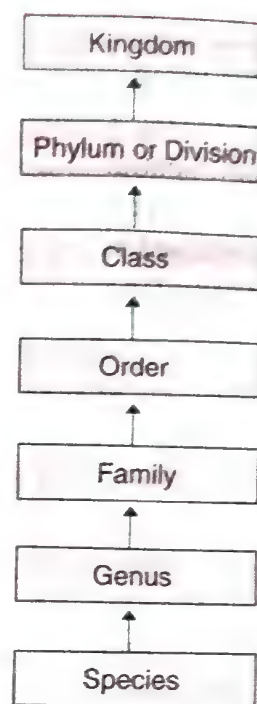 Kingdom
Phylum or Division
Class
Order
Family
Genus
Species